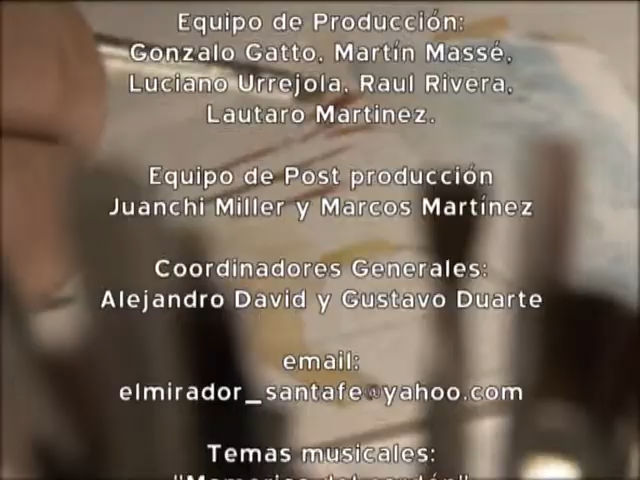 Equipo de Producción:
Gonzalo Gatto, Martín Massé,
Luciano Urrejola, Raul Rivera,
Lautaro Martinez.
Equipo de Post producción
Juanchi Miller y Marcos Martínez
Coordinadores Generales:
Alejandro David y Gustavo Duarte
email:
elmirador_santafe@yahoo.com
Temas musicales: